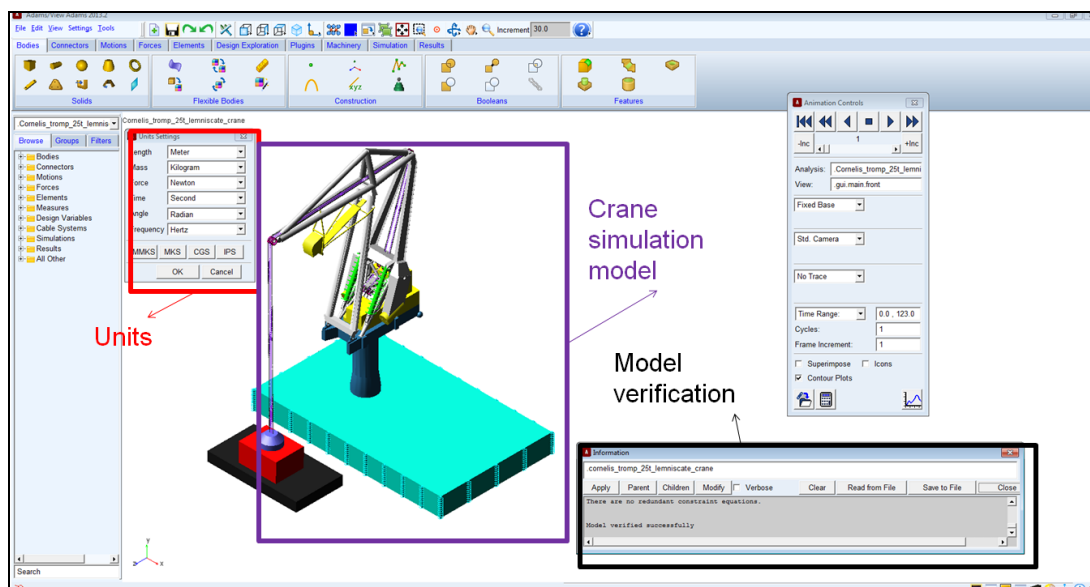 Adams/View Adams 2013.2
File Edit View Settings Tools
Increment 30.0
Bodies Connectors Motions Forces Elements Design Exploration Plugins Machinery Simulation Results
Solids Flexible Bodies Construction Booleans Features
Cornelis_tromp_25t_lemnis
Browse Groups Filters
Bodies
Connectors
Motions
Forces
Elements
Measures
Design Variables
Cable Systems
Simulations
Results
All Other
Search
Cornelis_tromp_25t_lemniscate_crane
Units Settings
Length Meter
Mass Kilogram
Force Newton
Time Second
Angle Radian
Frequency Hertz
MMKS MKS CGS IPS
OK Cancel
Units
Crane
simulation
model
Model
verification
Animation Controls
-Inc 1 +Inc
Analysis: .Cornelis_tromp_25t_lemni
View: .gui.main.front
Fixed Base
Std. Camera
No Trace
Time Range: 0.0 , 123.0
Cycles: 1
Frame Increment: 1
Superimpose Icons
Contour Plots
Information
.cornelis_tromp_25t_lemniscate_crane
Apply Parent Children Modify Verbose Clear Read from File Save to File Close
There are no redundant constraint equations.
Model verified successfully
y
z x